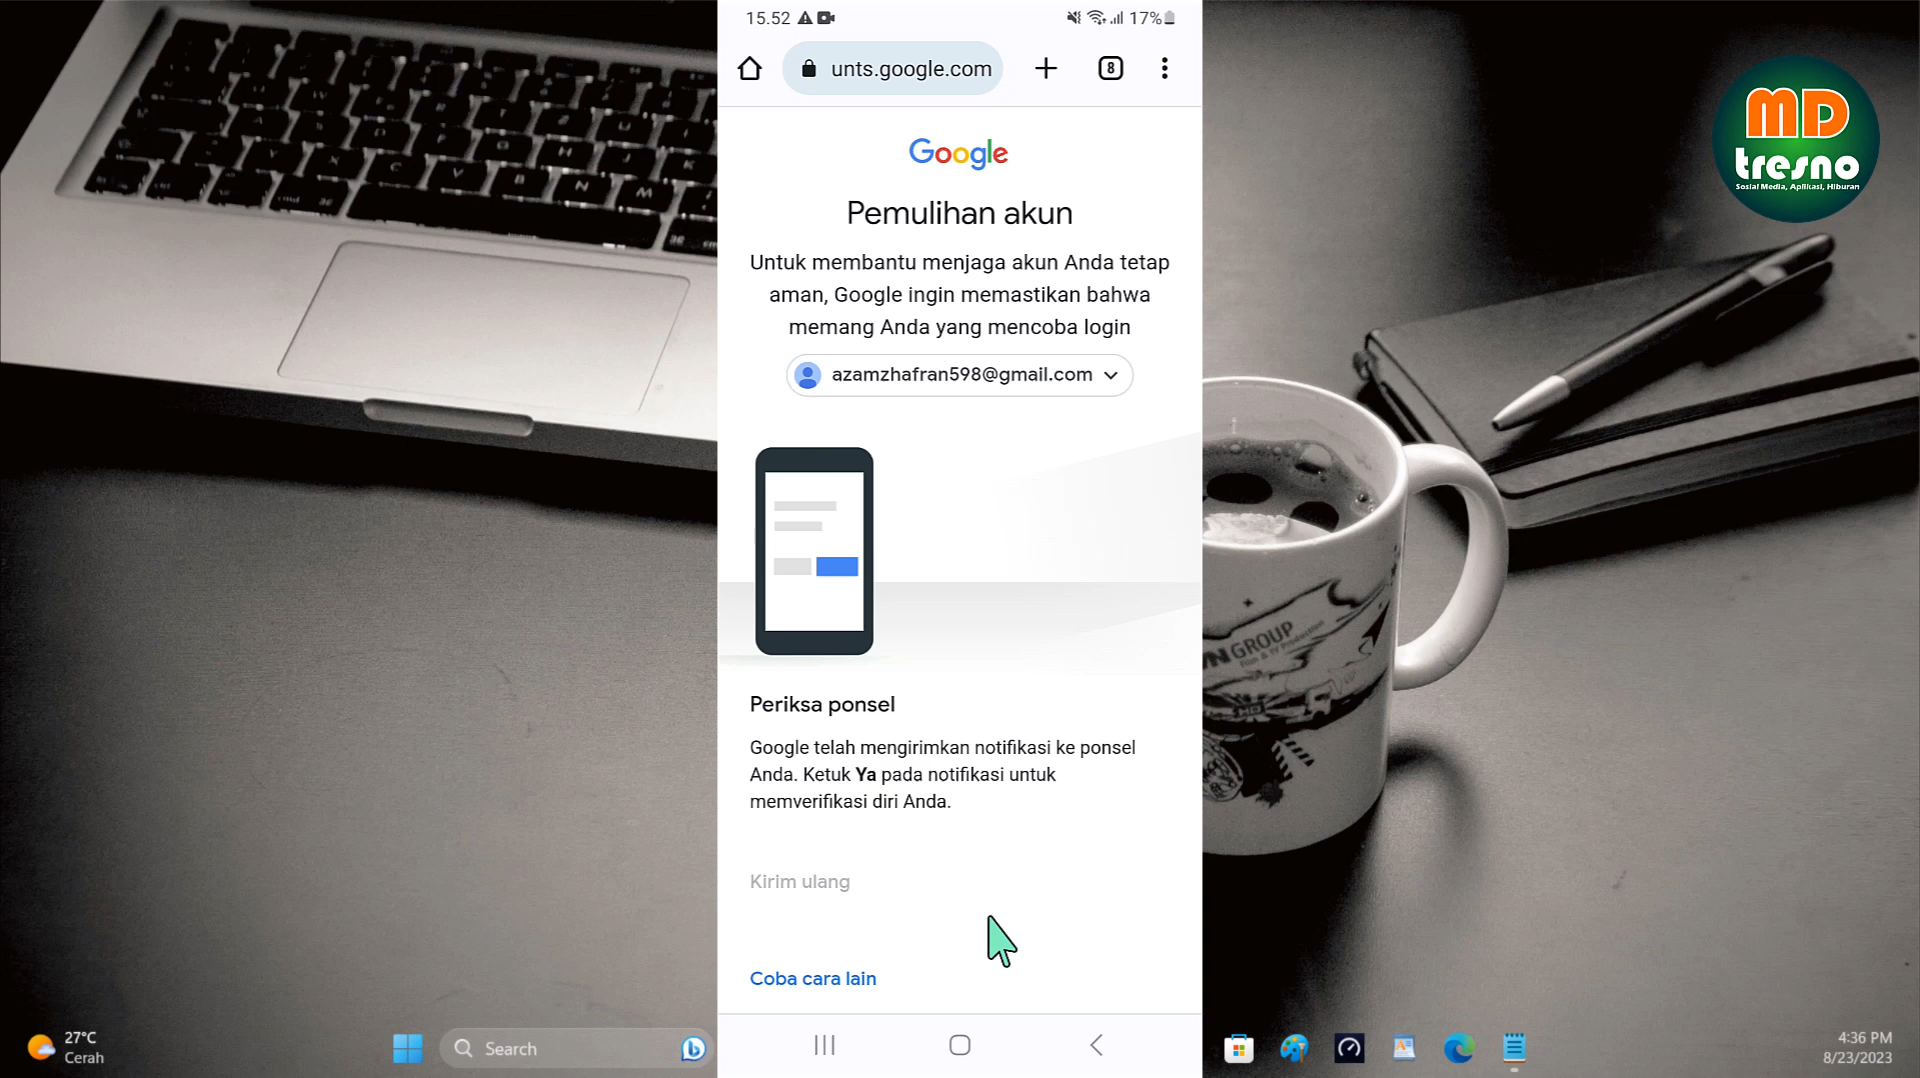 15.52
17%
unts.google.com
8
Google
Pemulihan akun
Untuk membantu menjaga akun Anda tetap
aman, Google ingin memastikan bahwa
memang Anda yang mencoba login
azamzhafran598@gmail.com
Periksa ponsel
Google telah mengirimkan notifikasi ke ponsel
Anda. Ketuk Ya pada notifikasi untuk
memverifikasi diri Anda.
Kirim ulang
Coba cara lain
MD
tresno
Sosial Media, Aplikasi, Hiburan
GROUP
27°C
Cerah
Search
4:36 PM
8/23/2023